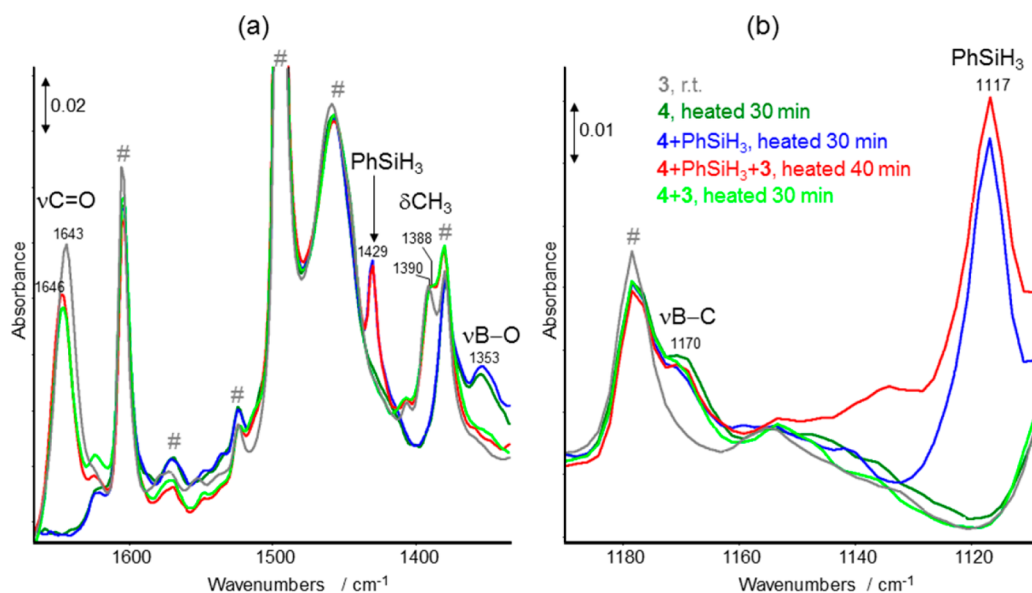 (a)
(b)
#
0.02
#
#
νC=O
1643
1646
#
#
PhSiH3
1429
δCH3
1388
1390
#
νB–O
1353
Absorbance
1600
1500
1400
Wavenumbers / cm-1
PhSiH3
1117
0.01
3, r.t.
4, heated 30 min
4+PhSiH3, heated 30 min
4+PhSiH3+3, heated 40 min
4+3, heated 30 min
#
νB–C
1170
Absorbance
1180
1160
1140
1120
Wavenumbers / cm-1